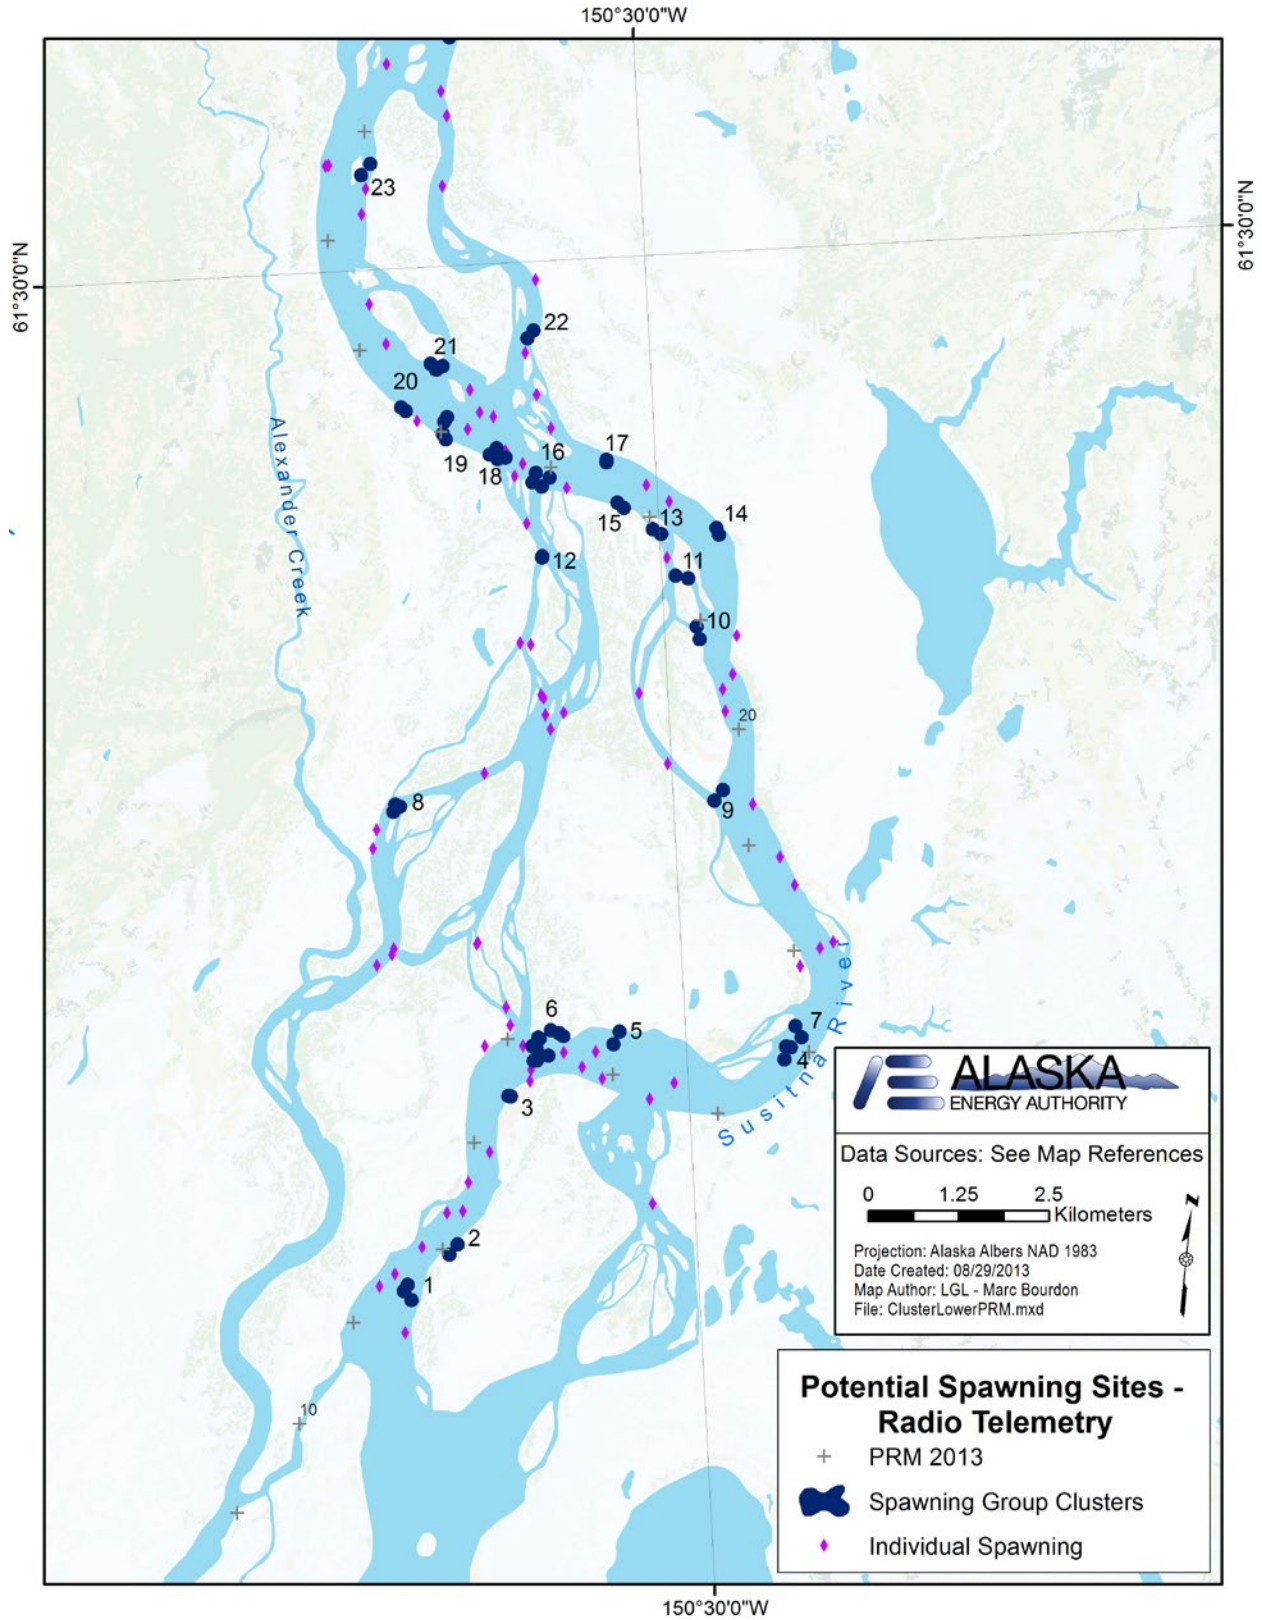 150°30'0"W
61°30'0"N
61°30'0"N
23
22
21
20
17
16
19
18
14
15
13
12
11
10
Alexander Creek
20
8
9
6
5
7
4
3
Susitna River
2
1
10
ALASKA
ENERGY AUTHORITY
Data Sources: See Map References
0 1.25 2.5
Kilometers
N
Projection: Alaska Albers NAD 1983
Date Created: 08/29/2013
Map Author: LGL - Marc Bourdon
File: ClusterLowerPRM.mxd
Potential Spawning Sites -
Radio Telemetry
PRM 2013
Spawning Group Clusters
Individual Spawning
150°30'0"W